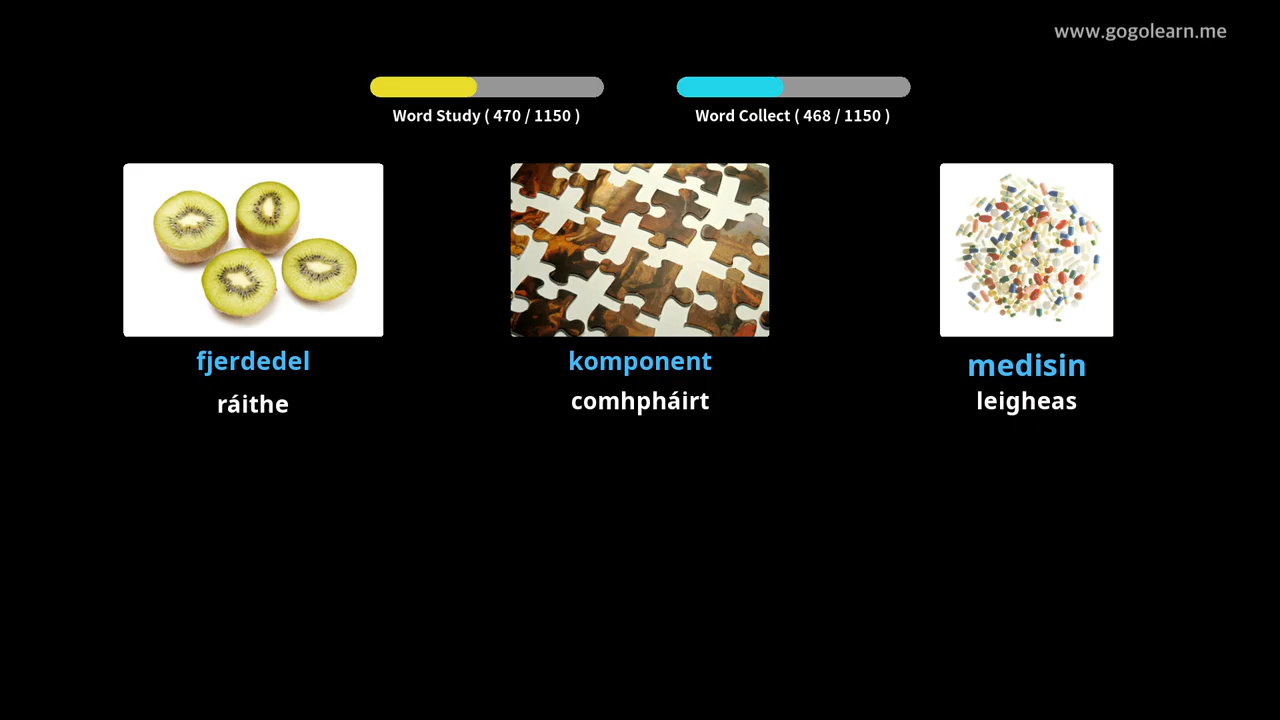 www.gogolearn.me
Word Study ( 470 / 1150 )
Word Collect ( 468 / 1150 )
fjerdedel
komponent
medisin
ráithe
comhpháirt
leigheas